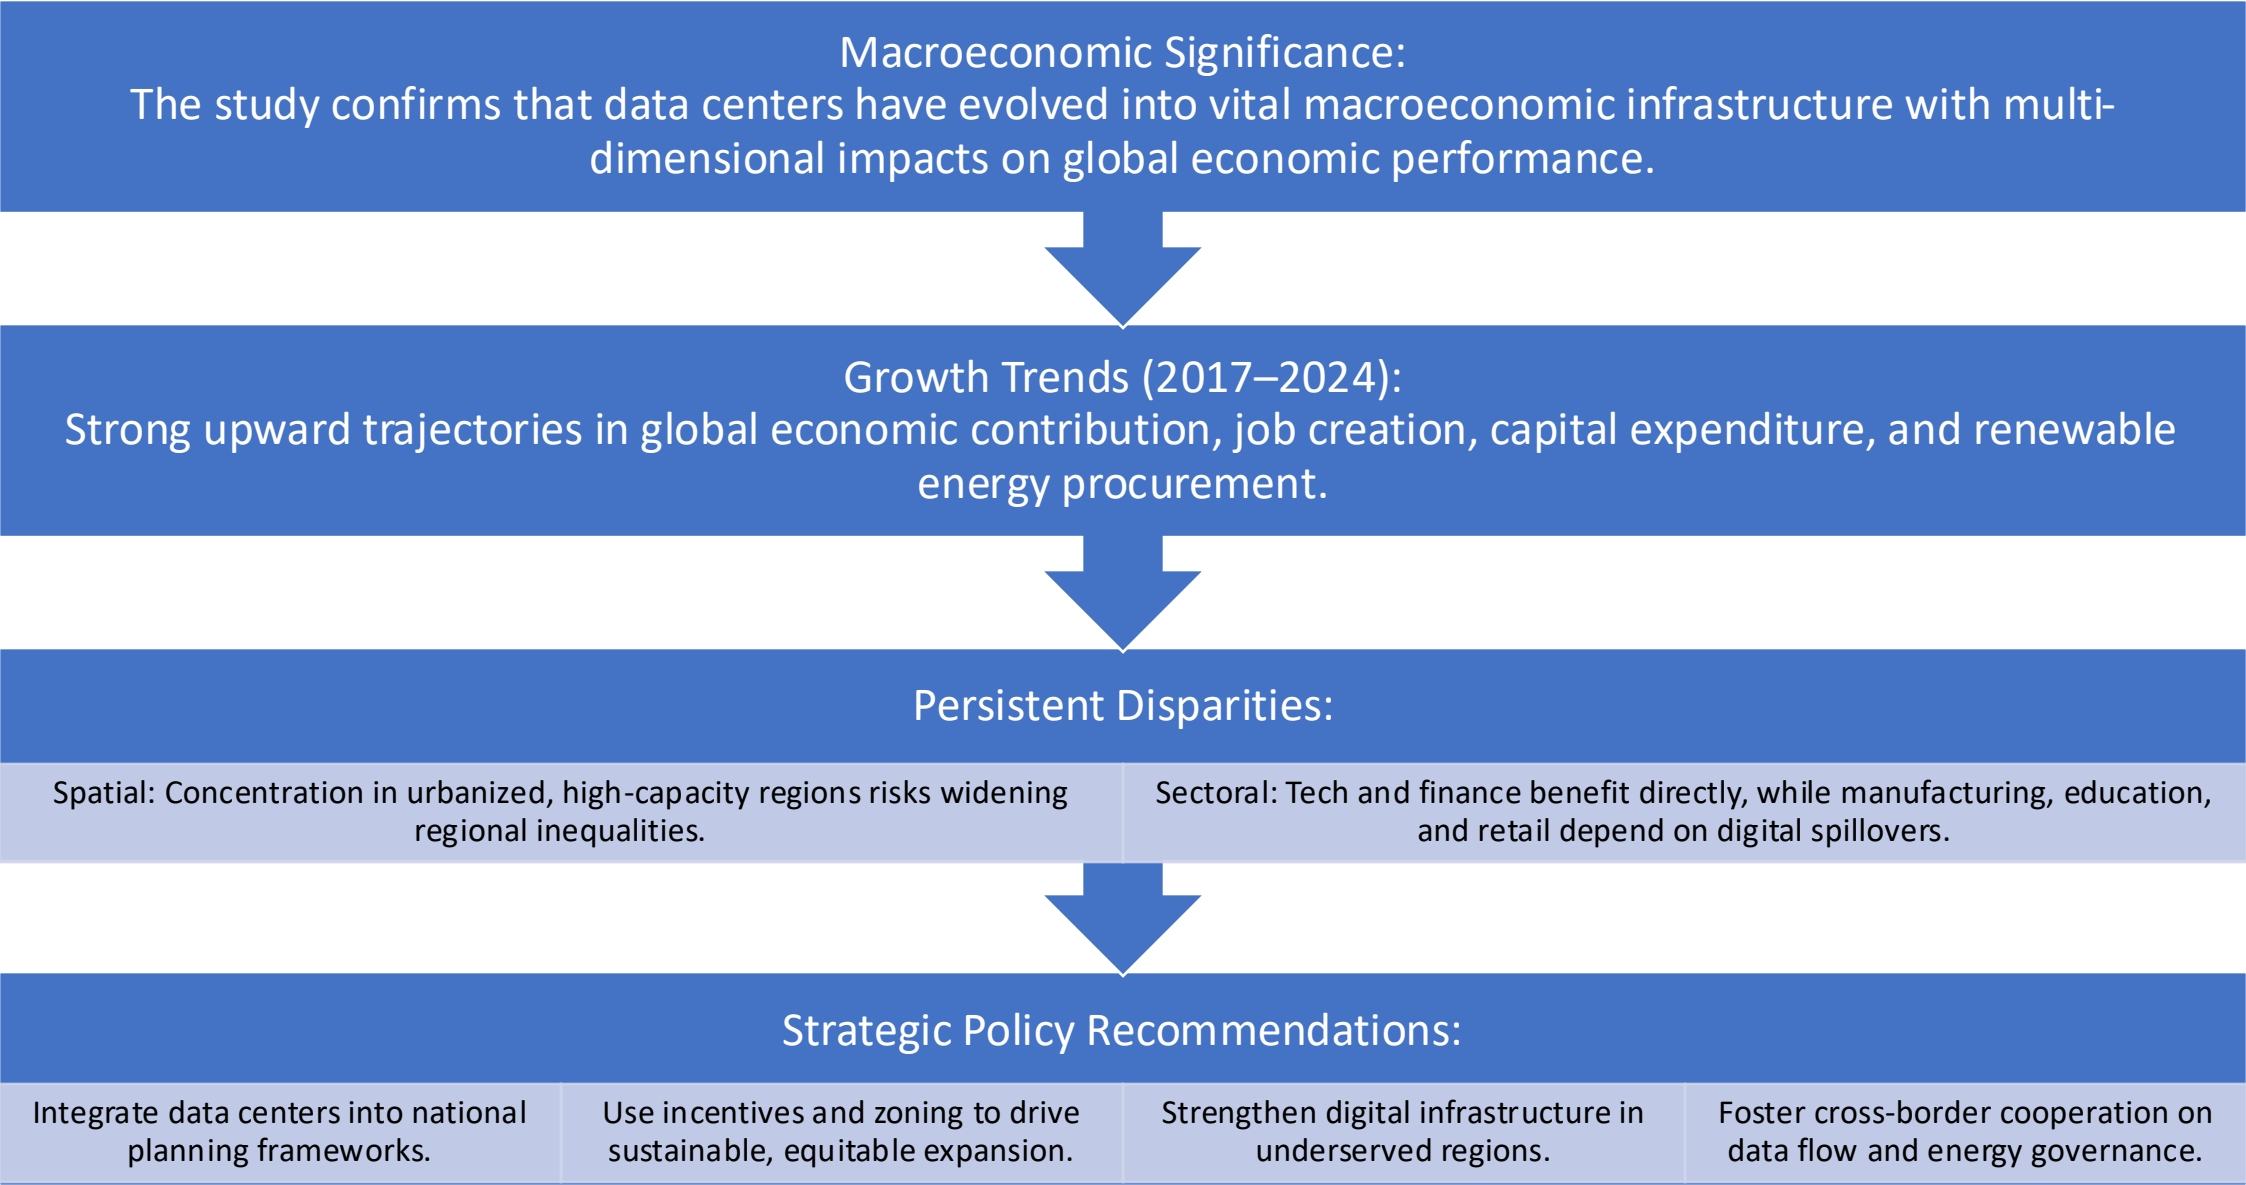 Macroeconomic Significance:
The study confirms that data centers have evolved into vital macroeconomic infrastructure with multi-
dimensional impacts on global economic performance.
Growth Trends (2017–2024):
Strong upward trajectories in global economic contribution, job creation, capital expenditure, and renewable
energy procurement.
Persistent Disparities:
Spatial: Concentration in urbanized, high-capacity regions risks widening
regional inequalities.
Sectoral: Tech and finance benefit directly, while manufacturing, education,
and retail depend on digital spillovers.
Strategic Policy Recommendations:
Integrate data centers into national
planning frameworks.
Use incentives and zoning to drive
sustainable, equitable expansion.
Strengthen digital infrastructure in
underserved regions.
Foster cross-border cooperation on
data flow and energy governance.